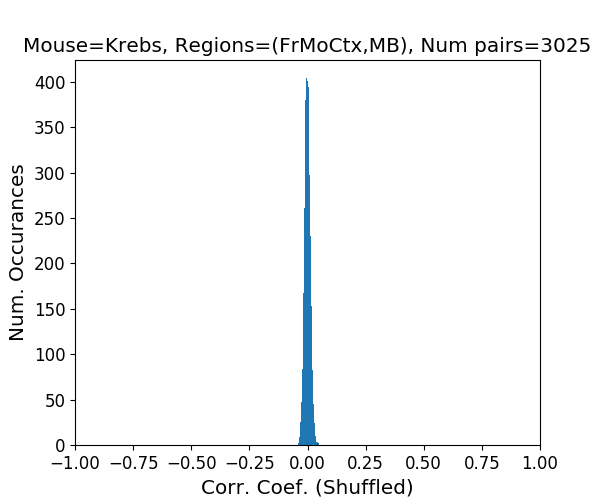 Mouse=Krebs, Regions=(FrMoCtx,MB), Num pairs=3025
Num. Occurances
400
350
300
250
200
150
100
50
0
−1.00 −0.75 −0.50 −0.25 0.00 0.25 0.50 0.75 1.00
Corr. Coef. (Shuffled)